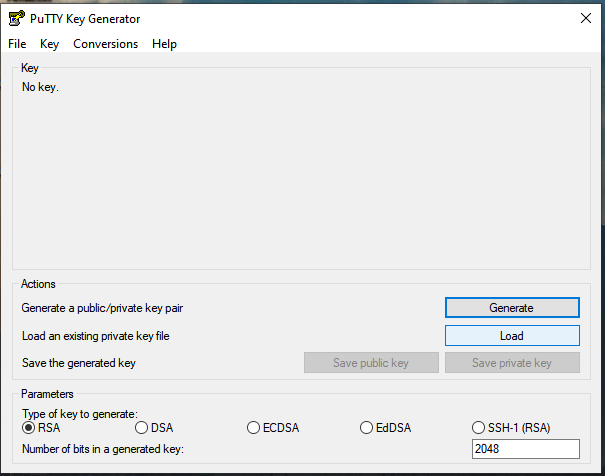 PuTTY Key Generator
File Key Conversions Help
Key
No key.
Actions
Generate a public/private key pair Generate
Load an existing private key file Load
Save the generated key Save public key Save private key
Parameters
Type of key to generate:
RSA DSA ECDSA EdDSA SSH-1 (RSA)
Number of bits in a generated key: 2048